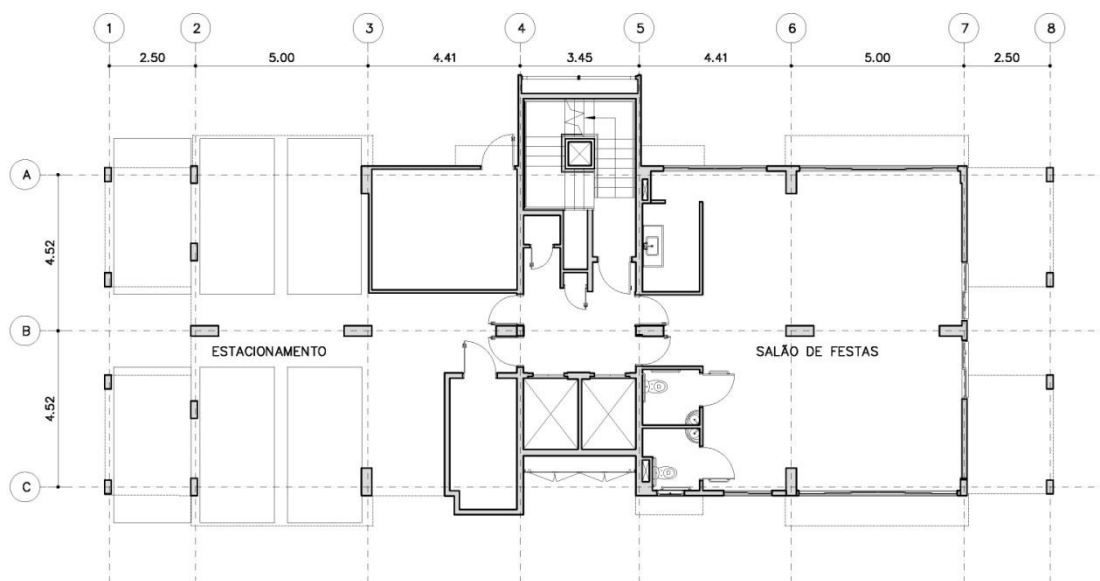 1 2 3 4 5 6 7 8
2.50 5.00 4.41 3.45 4.41 5.00 2.50
A
4.52
B
ESTACIONAMENTO SALÃO DE FESTAS
4.52
C